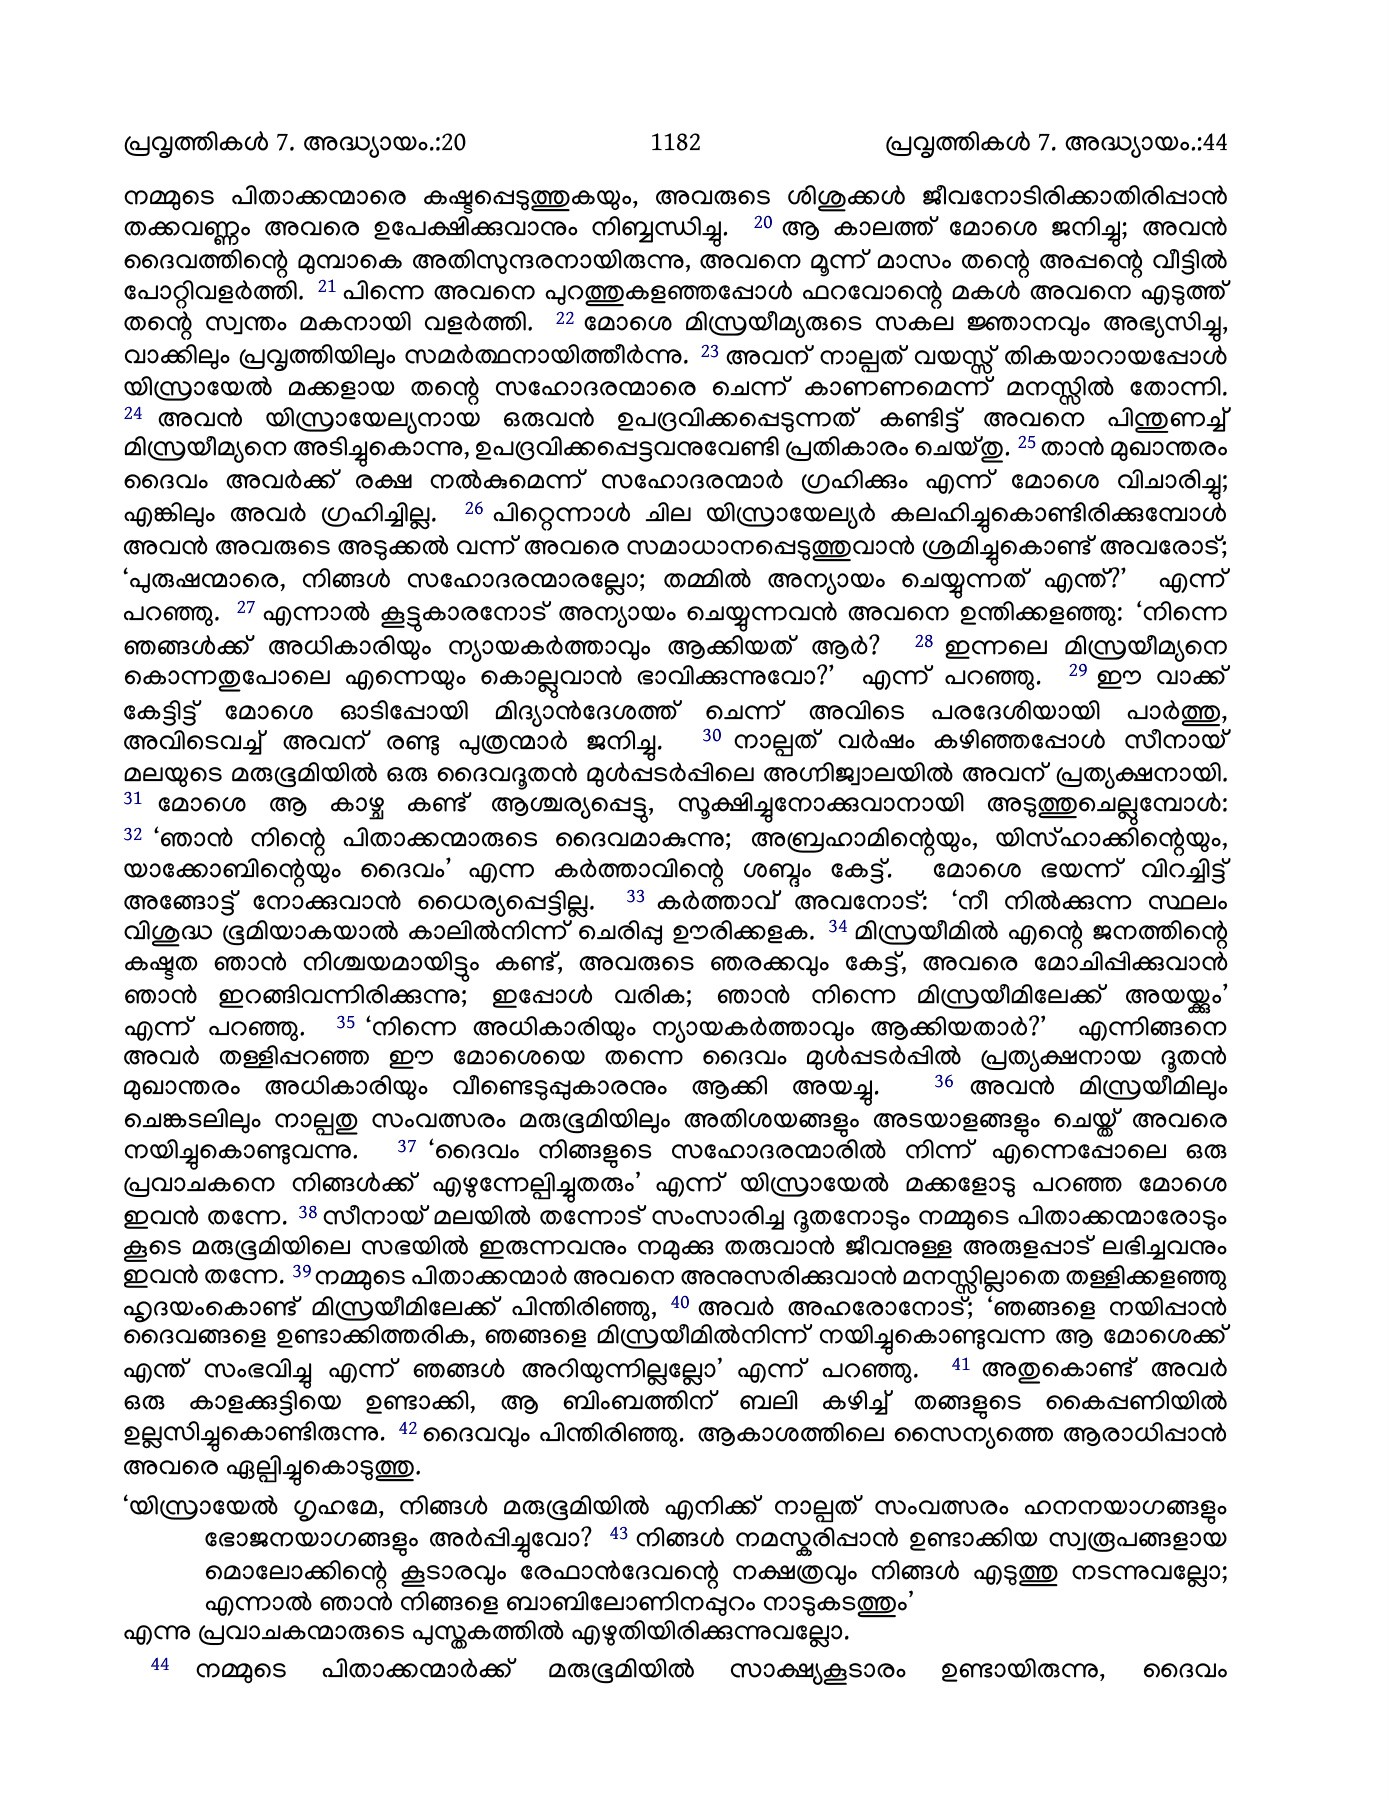 പ്രവൃത്തികൾ 7. അദ്ധ്യായം.:20 1182 പ്രവൃത്തികൾ 7. അദ്ധ്യായം.:44
നമ്മുടെ പിതാക്കന്മാരെ കഷ്ടപ്പെടുത്തുകയും, അവരുടെ ശിശുക്കൾ ജീവനോടിരിക്കാതിരിപ്പാൻ
തക്കവണ്ണം അവരെ ഉപേക്ഷിക്കുവാനും നിബ്ബന്ധിച്ചു. 20 ആ കാലത്ത് മോശെ ജനിച്ചു; അവൻ
ദൈവത്തിന്റെ മുമ്പാകെ അതിസുന്ദരനായിരുന്നു, അവനെ മൂന്ന് മാസം തന്റെ അപ്പന്റെ വീട്ടിൽ
പോറ്റിവളർത്തി. 21 പിന്നെ അവനെ പുറത്തുകളഞ്ഞപ്പോൾ ഫറവോന്റെ മകൾ അവനെ എടുത്ത്
തന്റെ സ്വന്തം മകനായി വളർത്തി. 22 മോശെ മിസ്രയീമ്യരുടെ സകല ജ്ഞാനവും അഭ്യസിച്ചു,
വാക്കിലും പ്രവൃത്തിയിലും സമർത്ഥനായിത്തീർന്നു. 23 അവന് നാല്പത് വയസ്സ് തികയാറായപ്പോൾ
യിസ്രായേൽ മക്കളായ തന്റെ സഹോദരന്മാരെ ചെന്ന് കാണണമെന്ന് മനസ്സിൽ തോന്നി.
24 അവൻ യിസ്രായേല്യനായ ഒരുവൻ ഉപദ്രവിക്കപ്പെടുന്നത് കണ്ടിട്ട് അവനെ പിന്തുണച്ച്
മിസ്രയീമ്യനെ അടിച്ചുകൊന്നു, ഉപദ്രവിക്കപ്പെട്ടവനുവേണ്ടി പ്രതികാരം ചെയ്തു. 25 താൻ മുഖാന്തരം
ദൈവം അവർക്ക് രക്ഷ നൽകുമെന്ന് സഹോദരന്മാർ ഗ്രഹിക്കും എന്ന് മോശെ വിചാരിച്ചു;
എങ്കിലും അവർ ഗ്രഹിച്ചില്ല. 26 പിറ്റെന്നാൾ ചില യിസ്രായേല്യർ കലഹിച്ചുകൊണ്ടിരിക്കുമ്പോൾ
അവൻ അവരുടെ അടുക്കൽ വന്ന് അവരെ സമാധാനപ്പെടുത്തുവാൻ ശ്രമിച്ചുകൊണ്ട് അവരോട്;
‘പുരുഷന്മാരെ, നിങ്ങൾ സഹോദരന്മാരല്ലോ; തമ്മിൽ അന്യായം ചെയ്യുന്നത് എന്ത്?’ എന്ന്
പറഞ്ഞു. 27 എന്നാൽ കൂട്ടുകാരനോട് അന്യായം ചെയ്യുന്നവൻ അവനെ ഉന്തിക്കളഞ്ഞു: ‘നിന്നെ
ഞങ്ങൾക്ക് അധികാരിയും ന്യായകർത്താവും ആക്കിയത് ആർ? 28 ഇന്നലെ മിസ്രയീമ്യനെ
കൊന്നതുപോലെ എന്നെയും കൊല്ലുവാൻ ഭാവിക്കുന്നുവോ?’ എന്ന് പറഞ്ഞു. 29 ഈ വാക്ക്
കേട്ടിട്ട് മോശെ ഓടിപ്പോയി മിദ്യാൻദേശത്ത് ചെന്ന് അവിടെ പരദേശിയായി പാർത്തു,
അവിടെവച്ച് അവന് രണ്ടു പുത്രന്മാർ ജനിച്ചു. 30 നാല്പത് വർഷം കഴിഞ്ഞപ്പോൾ സീനായ്
മലയുടെ മരുഭൂമിയിൽ ഒരു ദൈവദൂതൻ മുൾപ്പടർപ്പിലെ അഗ്നിജ്വാലയിൽ അവന് പ്രത്യക്ഷനായി.
31 മോശെ ആ കാഴ്ച കണ്ട് ആശ്ചര്യപ്പെട്ടു, സൂക്ഷിച്ചുനോക്കുവാനായി അടുത്തുചെല്ലുമ്പോൾ:
32 ‘ഞാൻ നിന്റെ പിതാക്കന്മാരുടെ ദൈവമാകുന്നു; അബ്രഹാമിന്റെയും, യിസ്ഹാക്കിന്റെയും,
യാക്കോബിന്റെയും ദൈവം’ എന്ന കർത്താവിന്റെ ശബ്ദം കേട്ട്. മോശെ ഭയന്ന് വിറച്ചിട്ട്
അങ്ങോട്ട് നോക്കുവാൻ ധൈര്യപ്പെട്ടില്ല. 33 കർത്താവ് അവനോട്: ‘നീ നിൽക്കുന്ന സ്ഥലം
വിശുദ്ധ ഭൂമിയാകയാൽ കാലിൽനിന്ന് ചെരിപ്പു ഊരിക്കളക. 34 മിസ്രയീമിൽ എന്റെ ജനത്തിന്റെ
കഷ്ടത ഞാൻ നിശ്ചയമായിട്ടും കണ്ട്, അവരുടെ ഞരക്കവും കേട്ട്, അവരെ മോചിപ്പിക്കുവാൻ
ഞാൻ ഇറങ്ങിവന്നിരിക്കുന്നു; ഇപ്പോൾ വരിക; ഞാൻ നിന്നെ മിസ്രയീമിലേക്ക് അയയ്ക്കും’
എന്ന് പറഞ്ഞു. 35 ‘നിന്നെ അധികാരിയും ന്യായകർത്താവും ആക്കിയതാർ?’ എന്നിങ്ങനെ
അവർ തള്ളിപ്പറഞ്ഞ ഈ മോശെയെ തന്നെ ദൈവം മുൾപ്പടർപ്പിൽ പ്രത്യക്ഷനായ ദൂതൻ
മുഖാന്തരം അധികാരിയും വീണ്ടെടുപ്പുകാരനും ആക്കി അയച്ചു. 36 അവൻ മിസ്രയീമിലും
ചെങ്കടലിലും നാല്പതു സംവത്സരം മരുഭൂമിയിലും അതിശയങ്ങളും അടയാളങ്ങളും ചെയ്ത് അവരെ
നയിച്ചുകൊണ്ടുവന്നു. 37 ‘ദൈവം നിങ്ങളുടെ സഹോദരന്മാരിൽ നിന്ന് എന്നെപ്പോലെ ഒരു
പ്രവാചകനെ നിങ്ങൾക്ക് എഴുന്നേല്പിച്ചുതരും’ എന്ന് യിസ്രായേൽ മക്കളോടു പറഞ്ഞ മോശെ
ഇവൻ തന്നേ. 38 സീനായ് മലയിൽ തന്നോട് സംസാരിച്ച ദൂതനോടും നമ്മുടെ പിതാക്കന്മാരോടും
കൂടെ മരുഭൂമിയിലെ സഭയിൽ ഇരുന്നവനും നമുക്കു തരുവാൻ ജീവനുള്ള അരുളപ്പാട് ലഭിച്ചവനും
ഇവൻ തന്നേ. 39 നമ്മുടെ പിതാക്കന്മാർ അവനെ അനുസരിക്കുവാൻ മനസ്സില്ലാതെ തള്ളിക്കളഞ്ഞു
ഹൃദയംകൊണ്ട് മിസ്രയീമിലേക്ക് പിന്തിരിഞ്ഞു, 40 അവർ അഹരോനോട്; ‘ഞങ്ങളെ നയിപ്പാൻ
ദൈവങ്ങളെ ഉണ്ടാക്കിത്തരിക, ഞങ്ങളെ മിസ്രയീമിൽനിന്ന് നയിച്ചുകൊണ്ടുവന്ന ആ മോശെക്ക്
എന്ത് സംഭവിച്ചു എന്ന് ഞങ്ങൾ അറിയുന്നില്ലല്ലോ’ എന്ന് പറഞ്ഞു. 41 അതുകൊണ്ട് അവർ
ഒരു കാളക്കുട്ടിയെ ഉണ്ടാക്കി, ആ ബിംബത്തിന് ബലി കഴിച്ച് തങ്ങളുടെ കൈപ്പണിയിൽ
ഉല്ലസിച്ചുകൊണ്ടിരുന്നു. 42 ദൈവവും പിന്തിരിഞ്ഞു. ആകാശത്തിലെ സൈന്യത്തെ ആരാധിപ്പാൻ
അവരെ ഏല്പിച്ചുകൊടുത്തു.
‘യിസ്രായേൽ ഗൃഹമേ, നിങ്ങൾ മരുഭൂമിയിൽ എനിക്ക് നാല്പത് സംവത്സരം ഹനനയാഗങ്ങളും
ഭോജനയാഗങ്ങളും അർപ്പിച്ചുവോ? 43 നിങ്ങൾ നമസ്കരിപ്പാൻ ഉണ്ടാക്കിയ സ്വരൂപങ്ങളായ
മൊലോക്കിന്റെ കൂടാരവും രേഫാൻദേവന്റെ നക്ഷത്രവും നിങ്ങൾ എടുത്തു നടന്നുവല്ലോ;
എന്നാൽ ഞാൻ നിങ്ങളെ ബാബിലോണിനപ്പുറം നാടുകടത്തും’
എന്നു പ്രവാചകന്മാരുടെ പുസ്തകത്തിൽ എഴുതിയിരിക്കുന്നുവല്ലോ.
44 നമ്മുടെ പിതാക്കന്മാർക്ക് മരുഭൂമിയിൽ സാക്ഷ്യകൂടാരം ഉണ്ടായിരുന്നു, ദൈവം